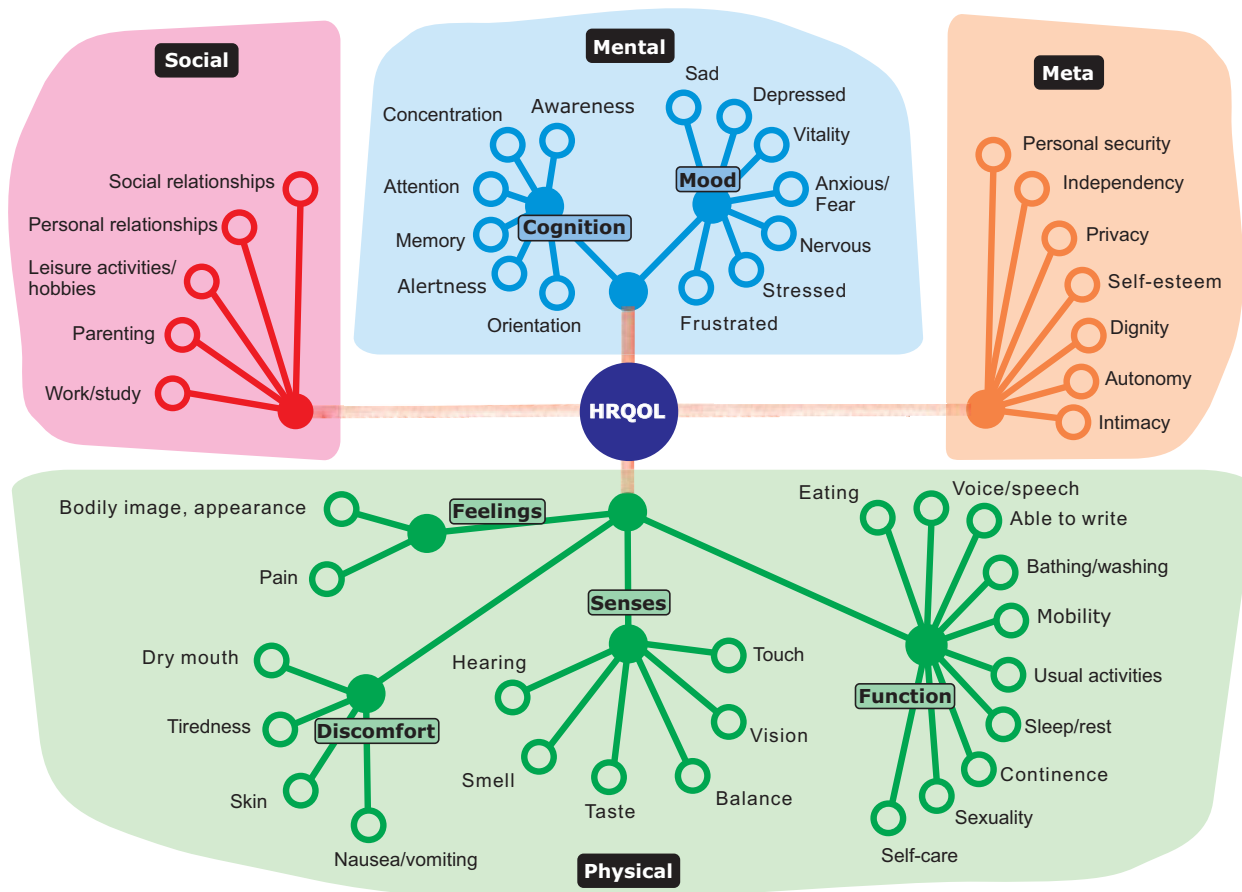 Social
Social relationships
Personal relationships
Leisure activities/
hobbies
Parenting
Work/study
Mental
Concentration
Awareness
Attention
Memory
Alertness
Orientation
Cognition
Sad
Depressed
Vitality
Mood
Anxious/
Fear
Nervous
Stressed
Frustrated
Meta
Personal security
Independency
Privacy
Self-esteem
Dignity
Autonomy
Intimacy
HRQOL
Bodily image, appearance
Feelings
Pain
Dry mouth
Tiredness
Discomfort
Skin
Nausea/vomiting
Senses
Hearing
Touch
Smell
Vision
Taste
Balance
Eating
Voice/speech
Able to write
Bathing/washing
Mobility
Function
Usual activities
Sleep/rest
Continence
Sexuality
Self-care
Physical